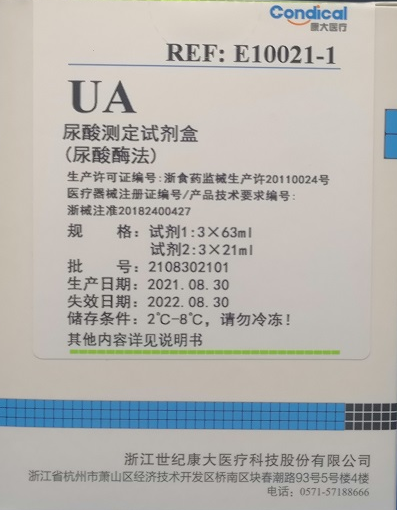 Condical
康大医疗
REF: E10021-1
UA
尿酸测定试剂盒
(尿酸酶法)
生产许可证编号:浙食药监械生产许20110024号
医疗器械注册证编号/产品技术要求编号:
浙械注准20182400427
规 格: 试剂1:3×63ml
试剂2:3×21ml
批 号: 2108302101
生产日期: 2021.08.30
失效日期: 2022.08.30
储存条件: 2℃-8℃, 请勿冷冻!
其他内容详见说明书
浙江世纪康大医疗科技股份有限公司
浙江省杭州市萧山区经济技术开发区桥南区块春潮路93号5号楼4楼
电话: 0571-57188666